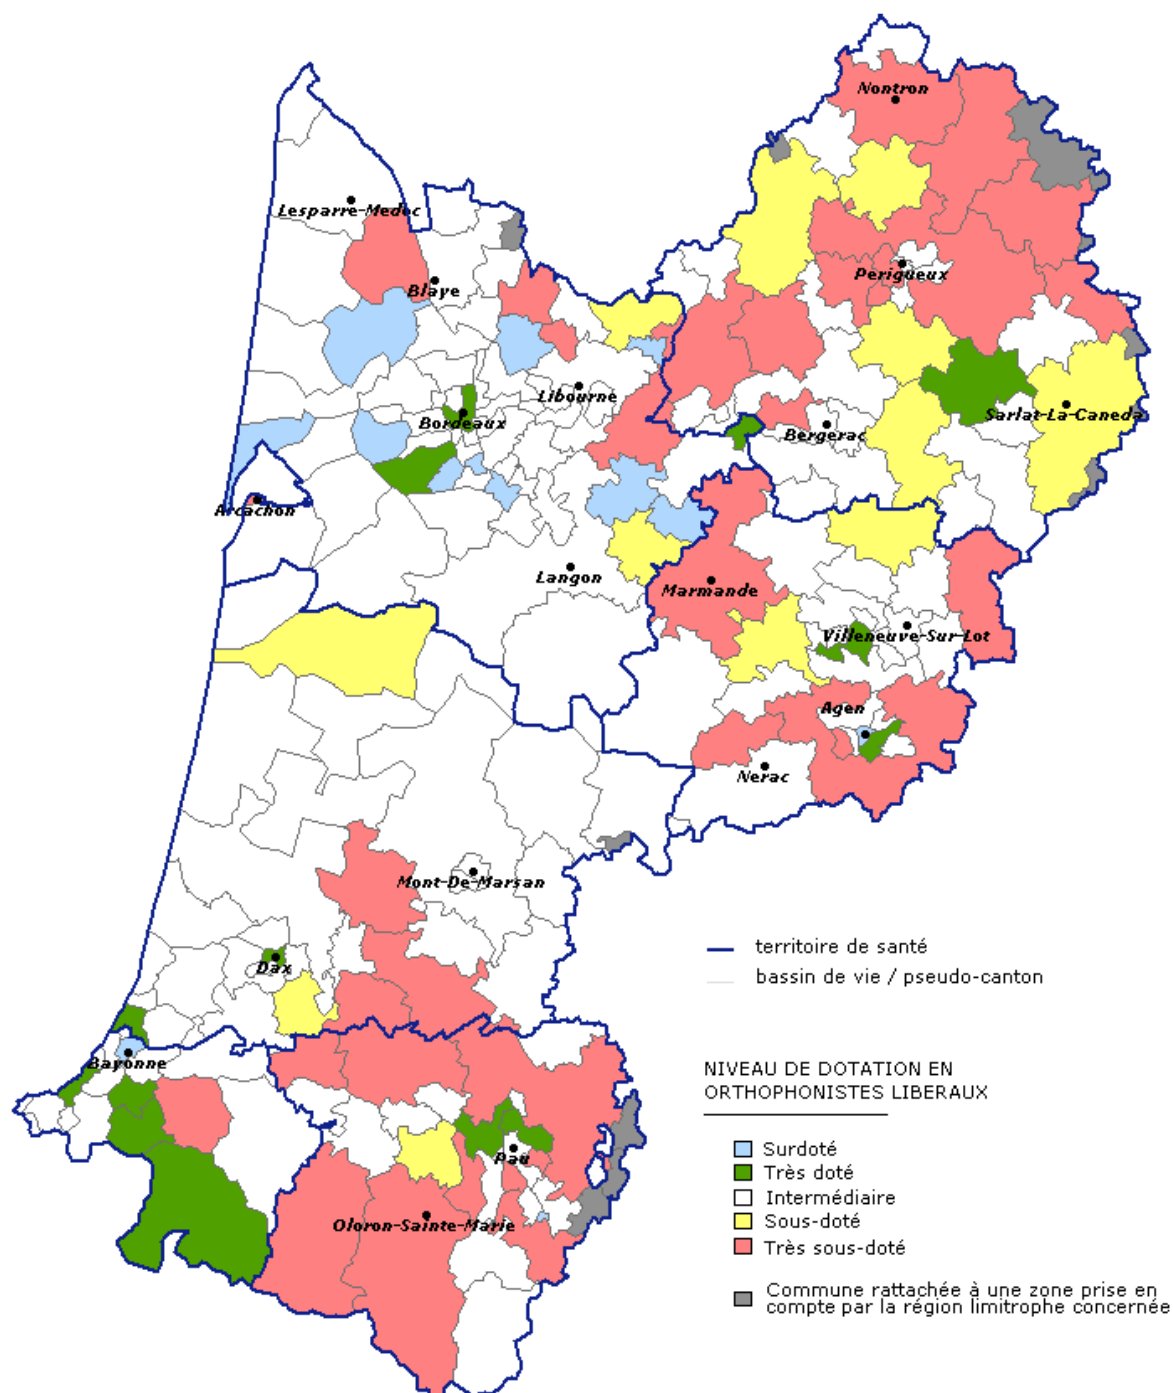 Nontron
Lesparre-Medoc
Perigueux
Blaye
Libourne
Bordeaux
Sarlat-La-Caneda
Bergerac
Arcachon
Langon
Marmande
Villeneuve-Sur-Lot
Agen
Nerac
Mont-De-Marsan
Dax
Bayonne
Pau
Oloron-Sainte-Marie
territoire de santé
bassin de vie / pseudo-canton
NIVEAU DE DOTATION EN
ORTHOPHONISTES LIBERAUX
Surdoté
Très doté
Intermédiaire
Sous-doté
Très sous-doté
Commune rattachée à une zone prise en
compte par la région limitrophe concernée